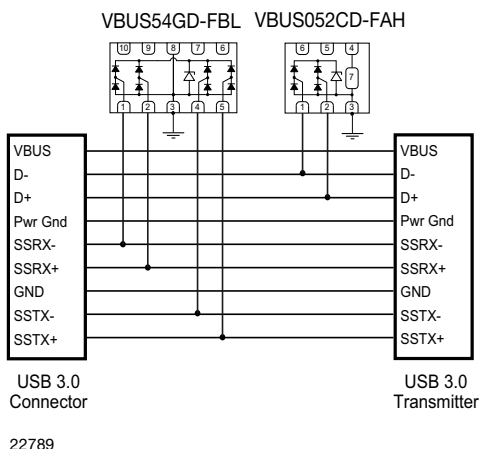 VBUS54GD-FBL VBUS052CD-FAH
10 9 8 7 6
6 5 4
7
1 2 3 4 5
1 2 3
VBUS VBUS
D- D-
D+ D+
Pwr Gnd Pwr Gnd
SSRX- SSRX-
SSRX+ SSRX+
GND GND
SSTX- SSTX-
SSTX+ SSTX+
USB 3.0 USB 3.0
Connector Transmitter
22789